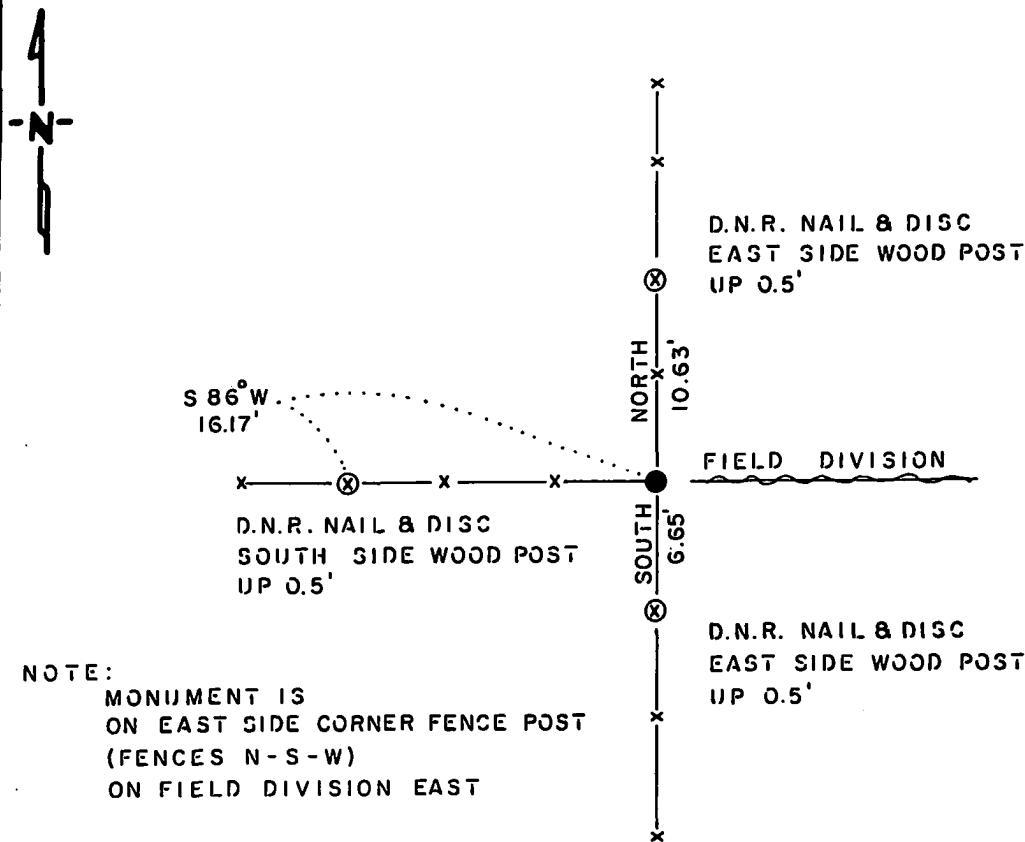 -N-
D.N.R. NAIL & DISC
EAST SIDE WOOD POST
UP 0.5'
NORTH
10.63'
S 86° W
16.17'
FIELD DIVISION
D.N.R. NAIL & DISC
SOUTH SIDE WOOD POST
UP 0.5'
SOUTH
6.65'
D.N.R. NAIL & DISC
EAST SIDE WOOD POST
UP 0.5'
NOTE:
MONUMENT IS
ON EAST SIDE CORNER FENCE POST
(FENCES N-S-W)
ON FIELD DIVISION EAST